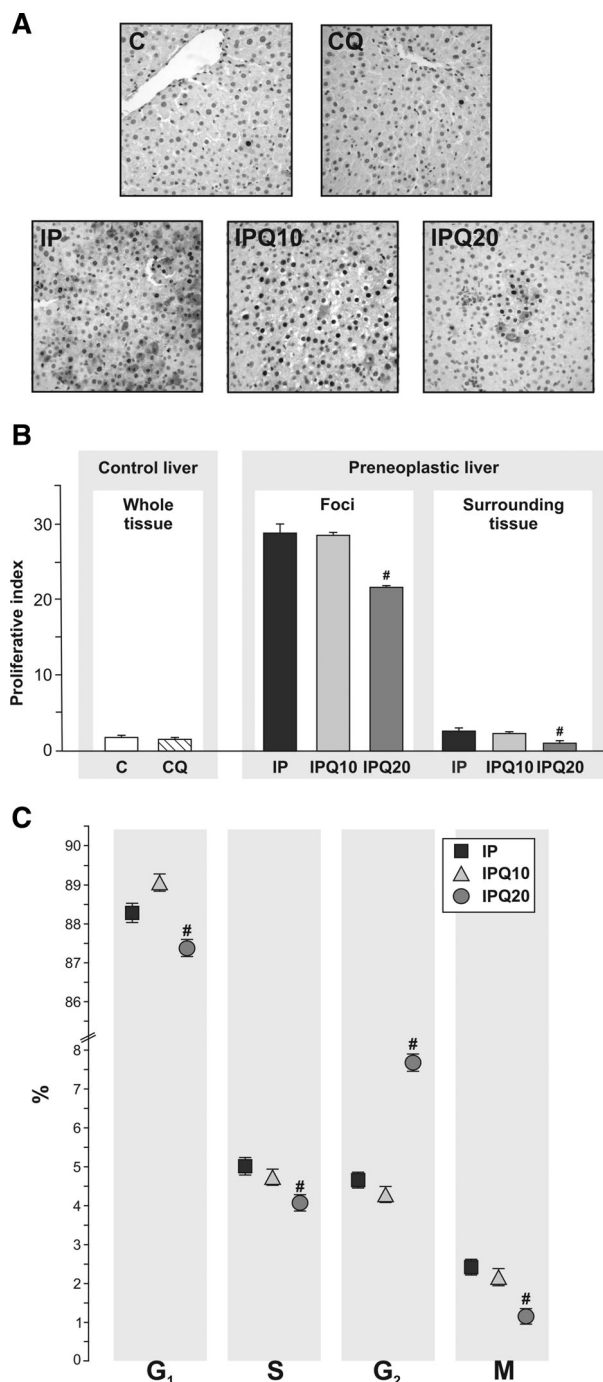 A
C
CQ
IP
IPQ10
IPQ20
B
Control liver
Preneoplastic liver
Whole
tissue
Foci
Surrounding
tissue
Proliferative index
30
20
10
0
#
#
C
CQ
IP
IPQ10
IPQ20
IP
IPQ10
IPQ20
C
%
90
89
88
87
86
8
7
6
5
4
3
2
1
0
IP
IPQ10
IPQ20
#
#
#
#
G₁
S
G₂
M